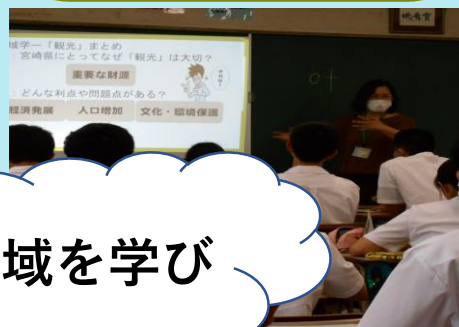 域学ー「観光」まとめ
：宮崎県にとってなぜ「観光」は大切？
重要な財源
：どんな利点や問題点がある？
経済発展 人口増加 文化・環境保護
域を学び